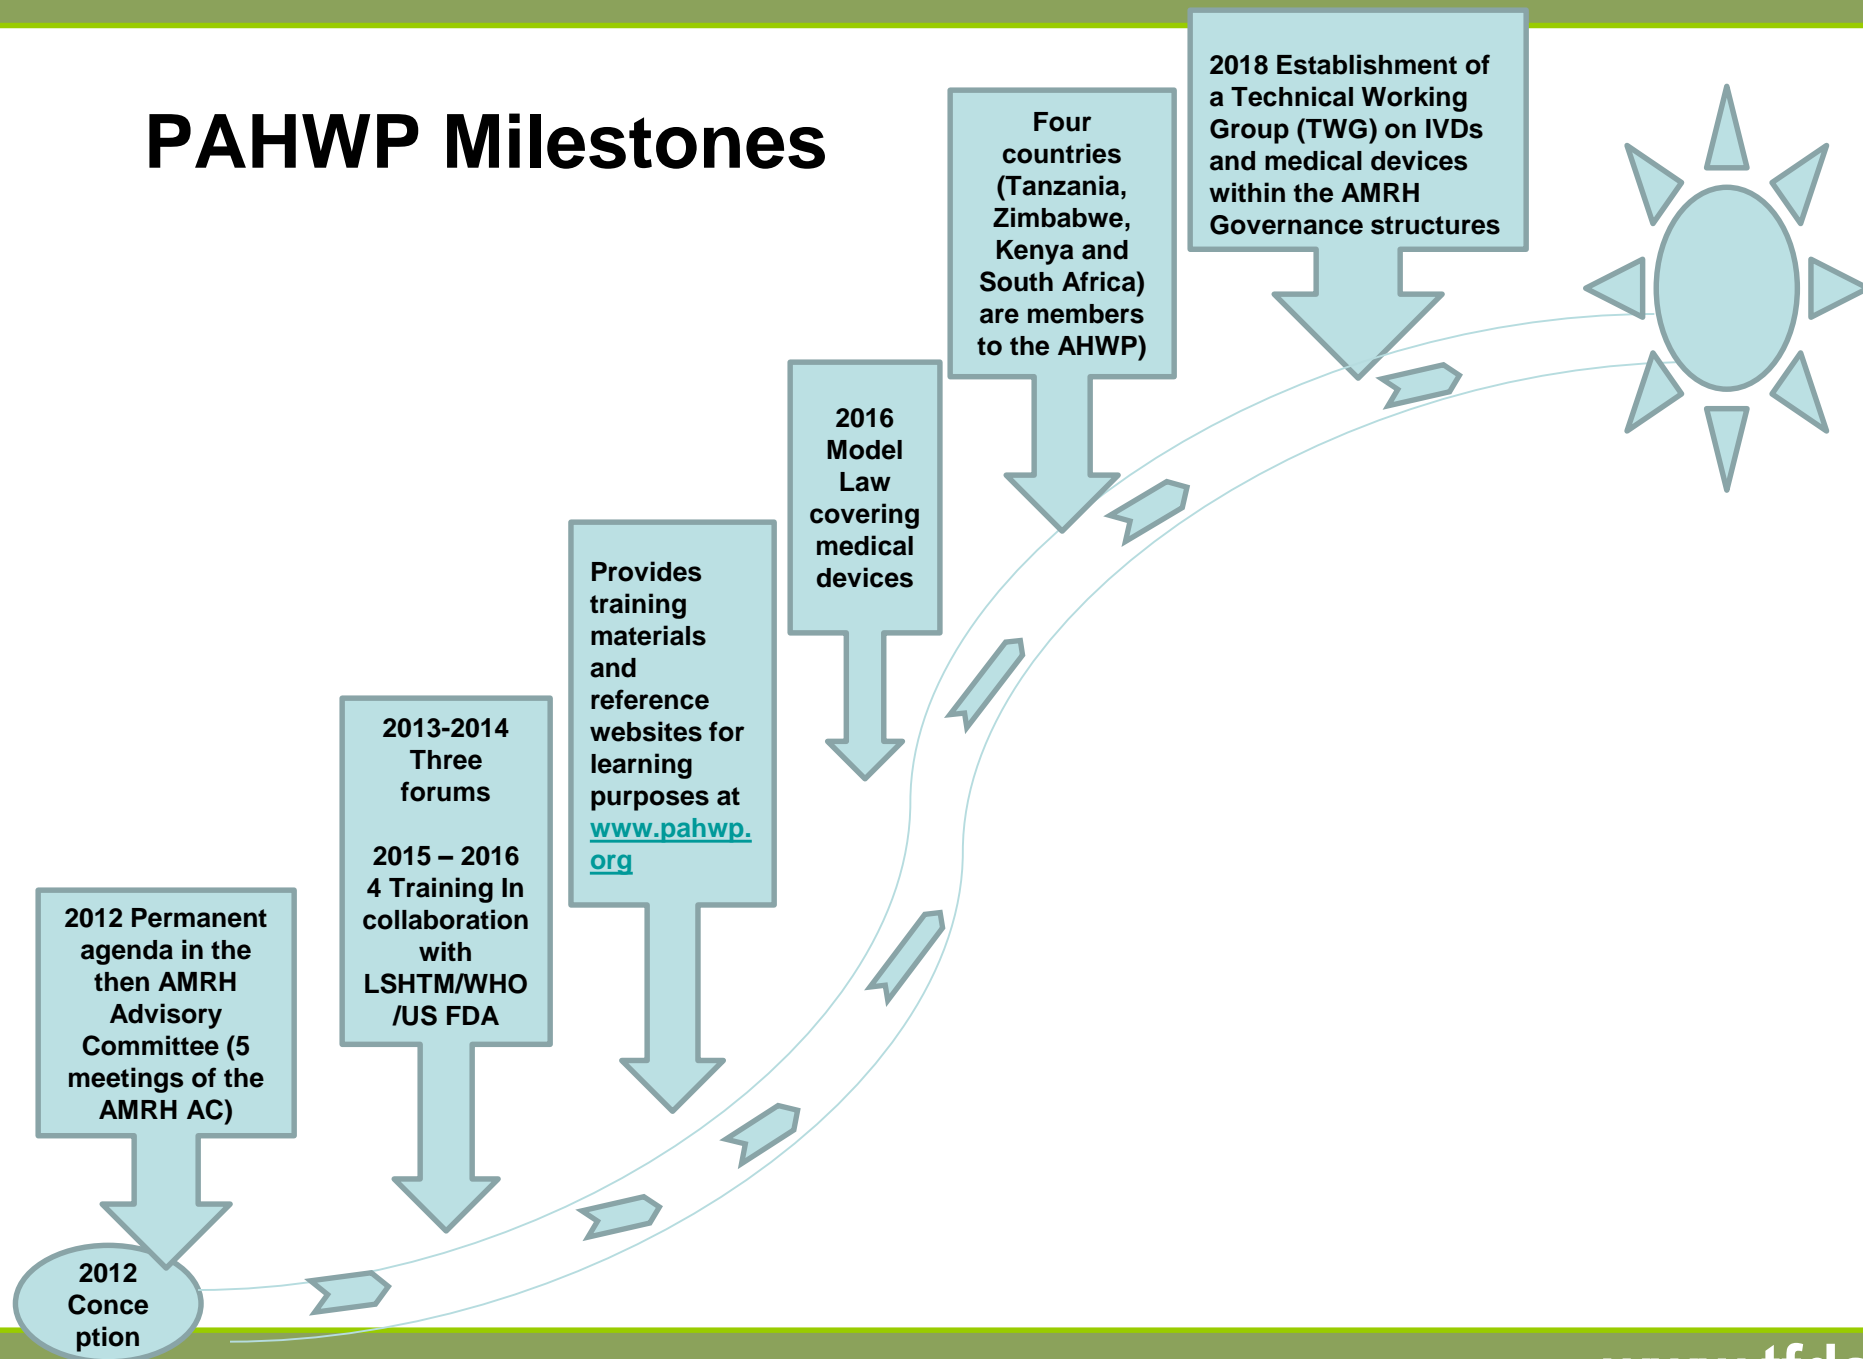 PAHWP Milestones
2012
Conce
ption
2012 Permanent
agenda in the
then AMRH
Advisory
Committee (5
meetings of the
AMRH AC)
2013-2014
Three
forums
2015 – 2016
4 Training In
collaboration
with
LSHTM/WHO
/US FDA
Provides
training
materials
and
reference
websites for
learning
purposes at
www.pahwp.
org
2016
Model
Law
covering
medical
devices
Four
countries
(Tanzania,
Zimbabwe,
Kenya and
South Africa)
are members
to the AHWP)
2018 Establishment of
a Technical Working
Group (TWG) on IVDs
and medical devices
within the AMRH
Governance structures